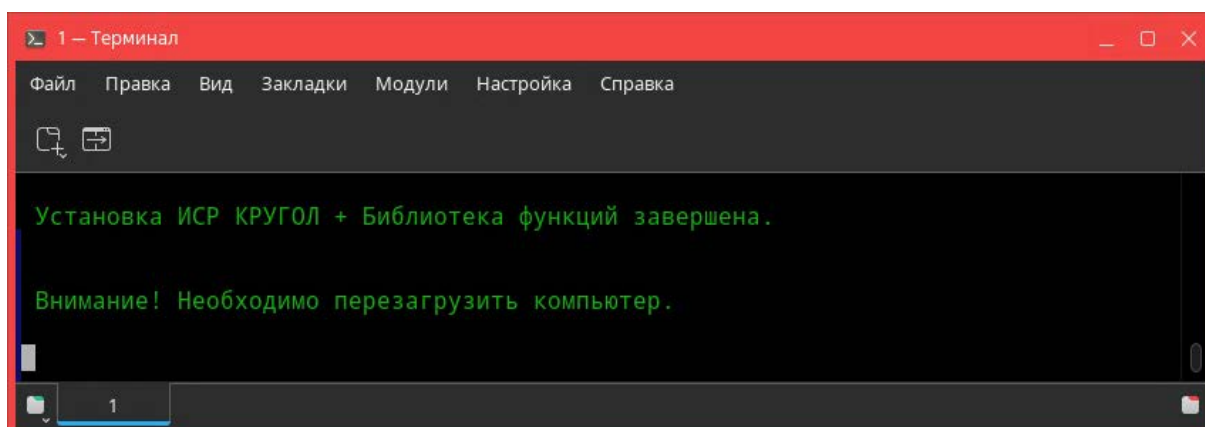 1 — Терминал
Файл Правка Вид Закладки Модули Настройка Справка
Установка ИСР КРУГОЛ + Библиотека функций завершена.
Внимание! Необходимо перезагрузить компьютер.
1